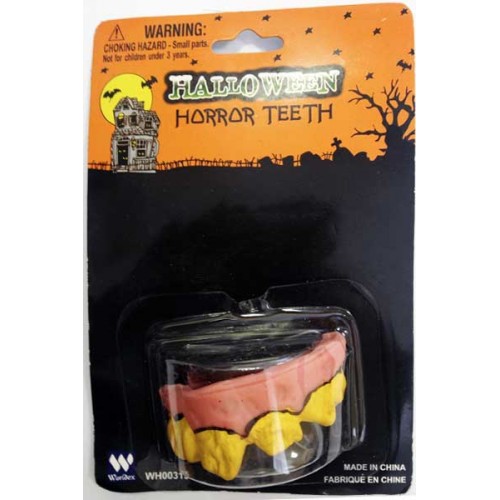 WARNING:
CHOKING HAZARD - Small parts.
Not for children under 3 years.
HALLOWEEN
HORROR TEETH
MADE IN CHINA
FABRIQUÉ EN CHINE